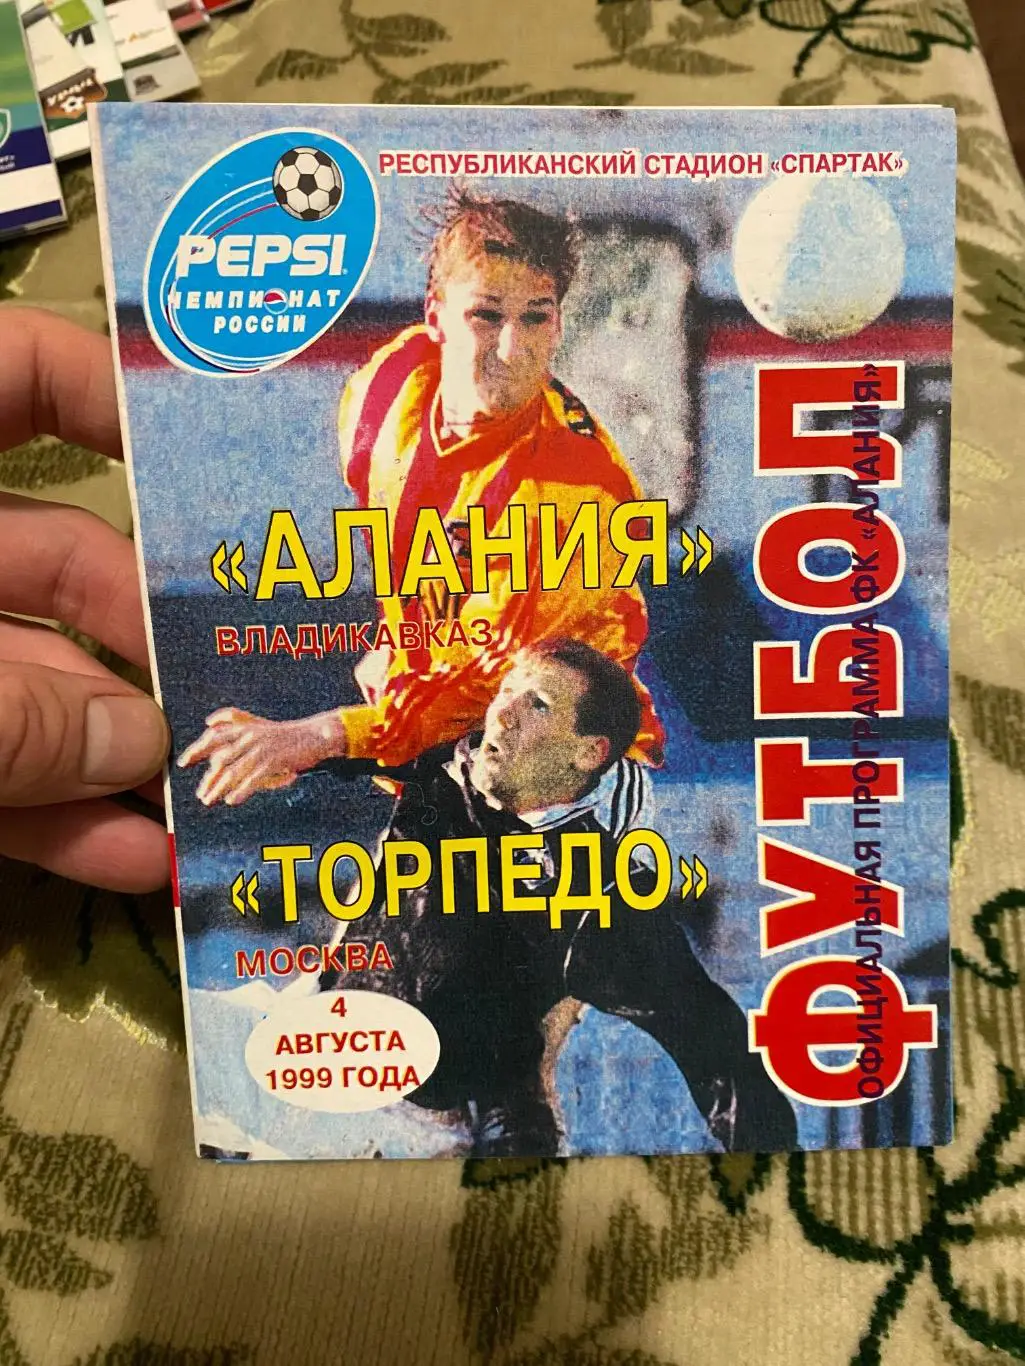 УРАЛ
РЕСПУБЛИКАНСКИЙ СТАДИОН «СПАРТАК»
PEPSI
ЧЕМПИОНАТ
РОССИИ
«АЛАНИЯ»
ВЛАДИКАВКАЗ
«ТОРПЕДО»
МОСКВА
4
АВГУСТА
1999 ГОДА
ФУТБОЛ
ОФИЦИАЛЬНАЯ ПРОГРАММА ФК «АЛАНИЯ»